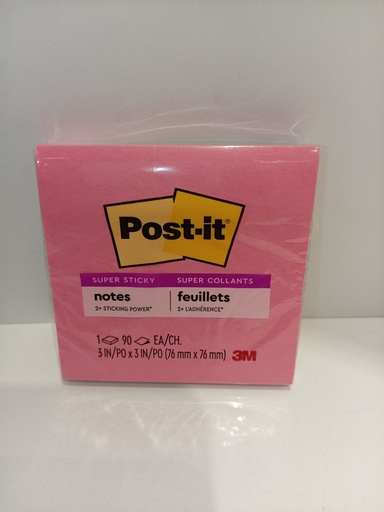 Post-it®
SUPER STICKY SUPER COLLANTS
notes feuillets
2× STICKING POWER* 2× L'ADHÉRENCE*
1 90 EA/CH.
3 IN/PO x 3 IN/PO (76 mm x 76 mm) 3M